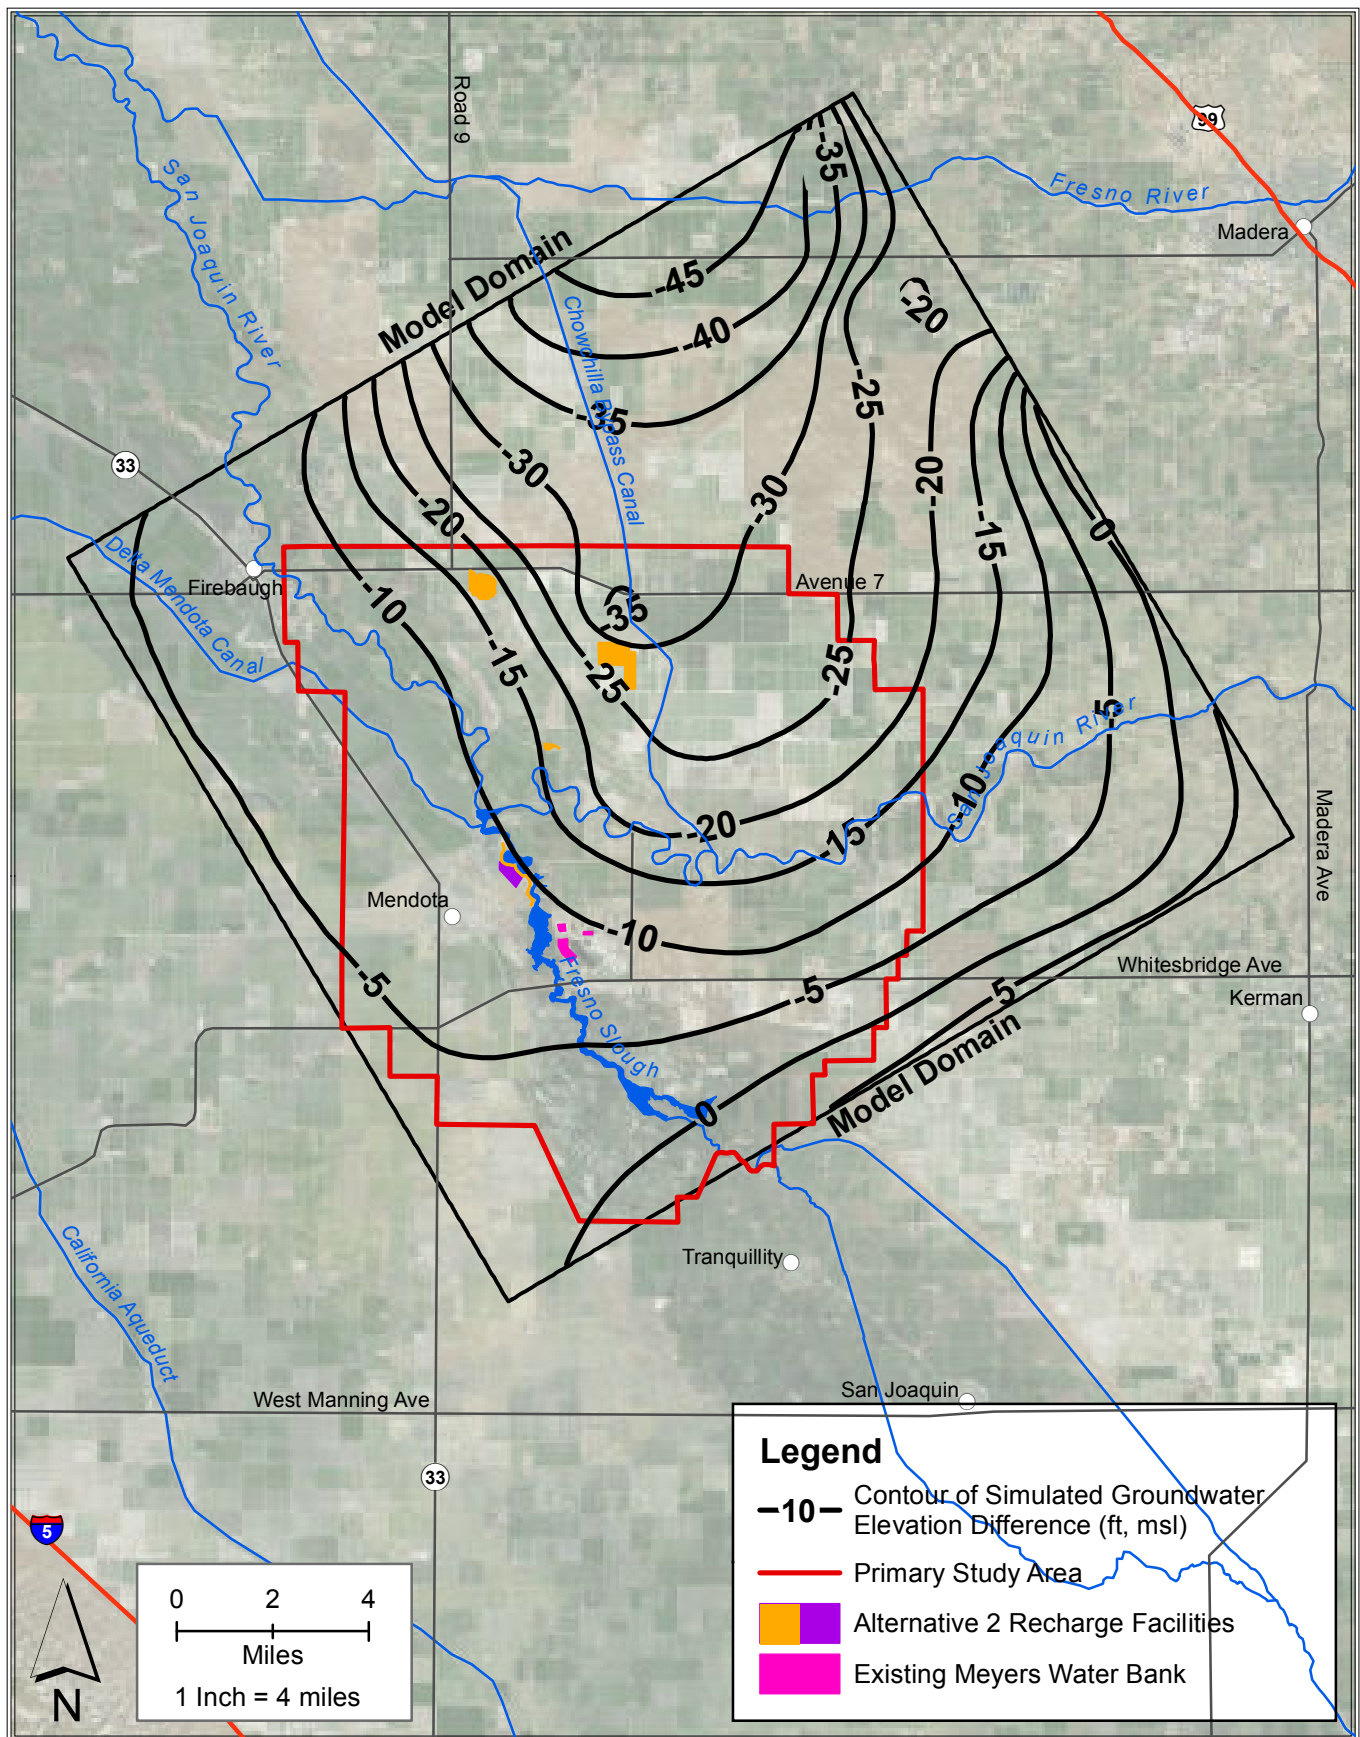 Road 9
99
San Joaquin River
Fresno River
Madera
-35
Model Domain
-45
-20
Chowchilla Bypass Canal
-40
-25
-35
33
-30
-20
-30
-20
-15
0
Delta Mendota Canal
Firebaugh
-10
-35
Avenue 7
-15
-25
-25
-5
San Joaquin River
-10
-20
-15
Madera Ave
Mendota
-10
-5
-5
Whitesbridge Ave
5
Kerman
Fresno Slough
0
Model Domain
Tranquillity
California Aqueduct
West Manning Ave
San Joaquin
33
5
N
0 2 4
Miles
1 Inch = 4 miles
Legend
-10
Contour of Simulated Groundwater
Elevation Difference (ft, msl)
Primary Study Area
Alternative 2 Recharge Facilities
Existing Meyers Water Bank